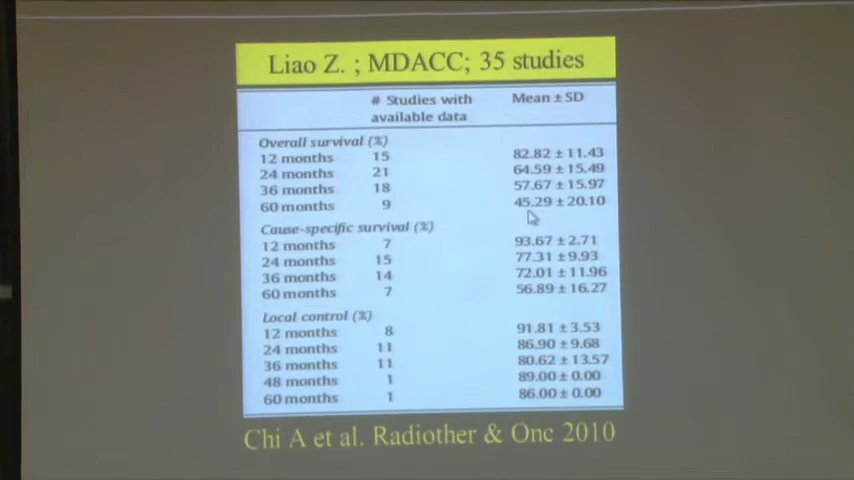 Liao Z. ; MDACC; 35 studies
# Studies with available data Mean ± SD
Overall survival (%)
12 months 15 82.82 ± 11.43
24 months 21 64.59 ± 15.49
36 months 18 57.67 ± 15.97
60 months 9 45.29 ± 20.10
Cause-specific survival (%)
12 months 7 93.67 ± 2.71
24 months 15 77.31 ± 9.93
36 months 14 72.01 ± 11.96
60 months 7 56.89 ± 16.27
Local control (%)
12 months 8 91.81 ± 3.53
24 months 11 86.90 ± 9.68
36 months 11 80.62 ± 13.57
48 months 1 89.00 ± 0.00
60 months 1 86.00 ± 0.00
Chi A et al. Radiother & Onc 2010